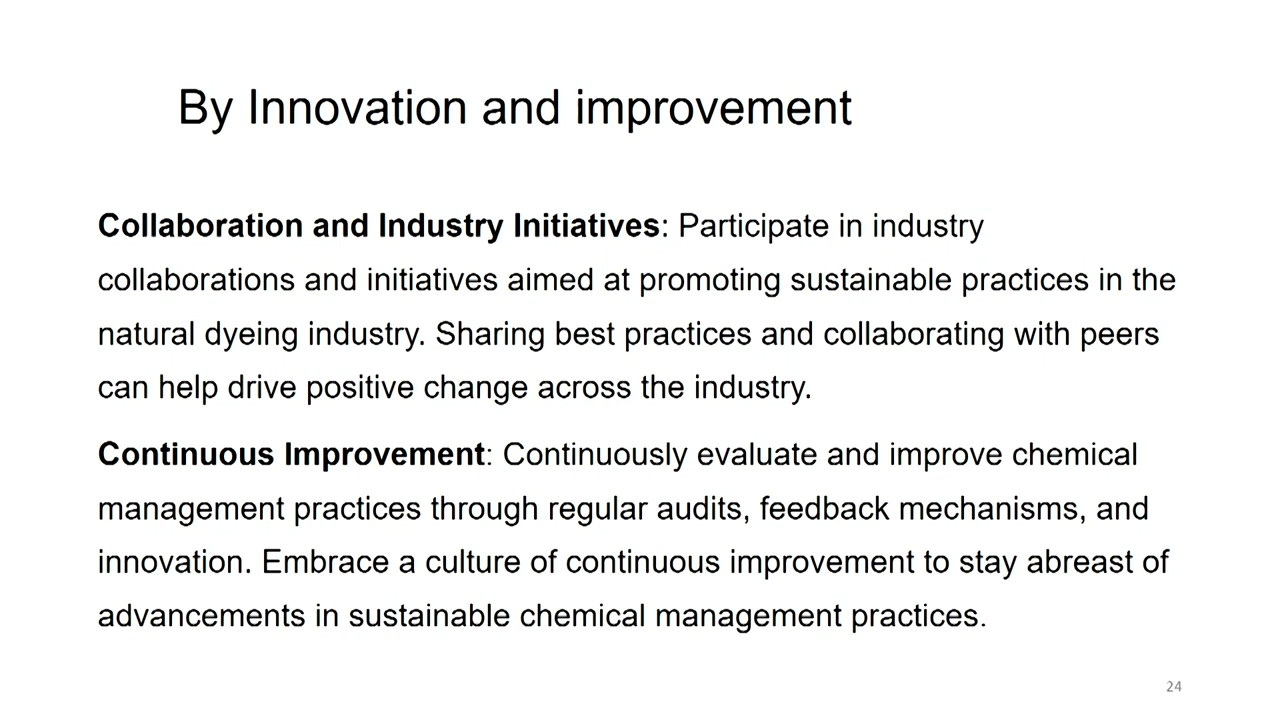 By Innovation and improvement
Collaboration and Industry Initiatives: Participate in industry
collaborations and initiatives aimed at promoting sustainable practices in the
natural dyeing industry. Sharing best practices and collaborating with peers
can help drive positive change across the industry.
Continuous Improvement: Continuously evaluate and improve chemical
management practices through regular audits, feedback mechanisms, and
innovation. Embrace a culture of continuous improvement to stay abreast of
advancements in sustainable chemical management practices.
24